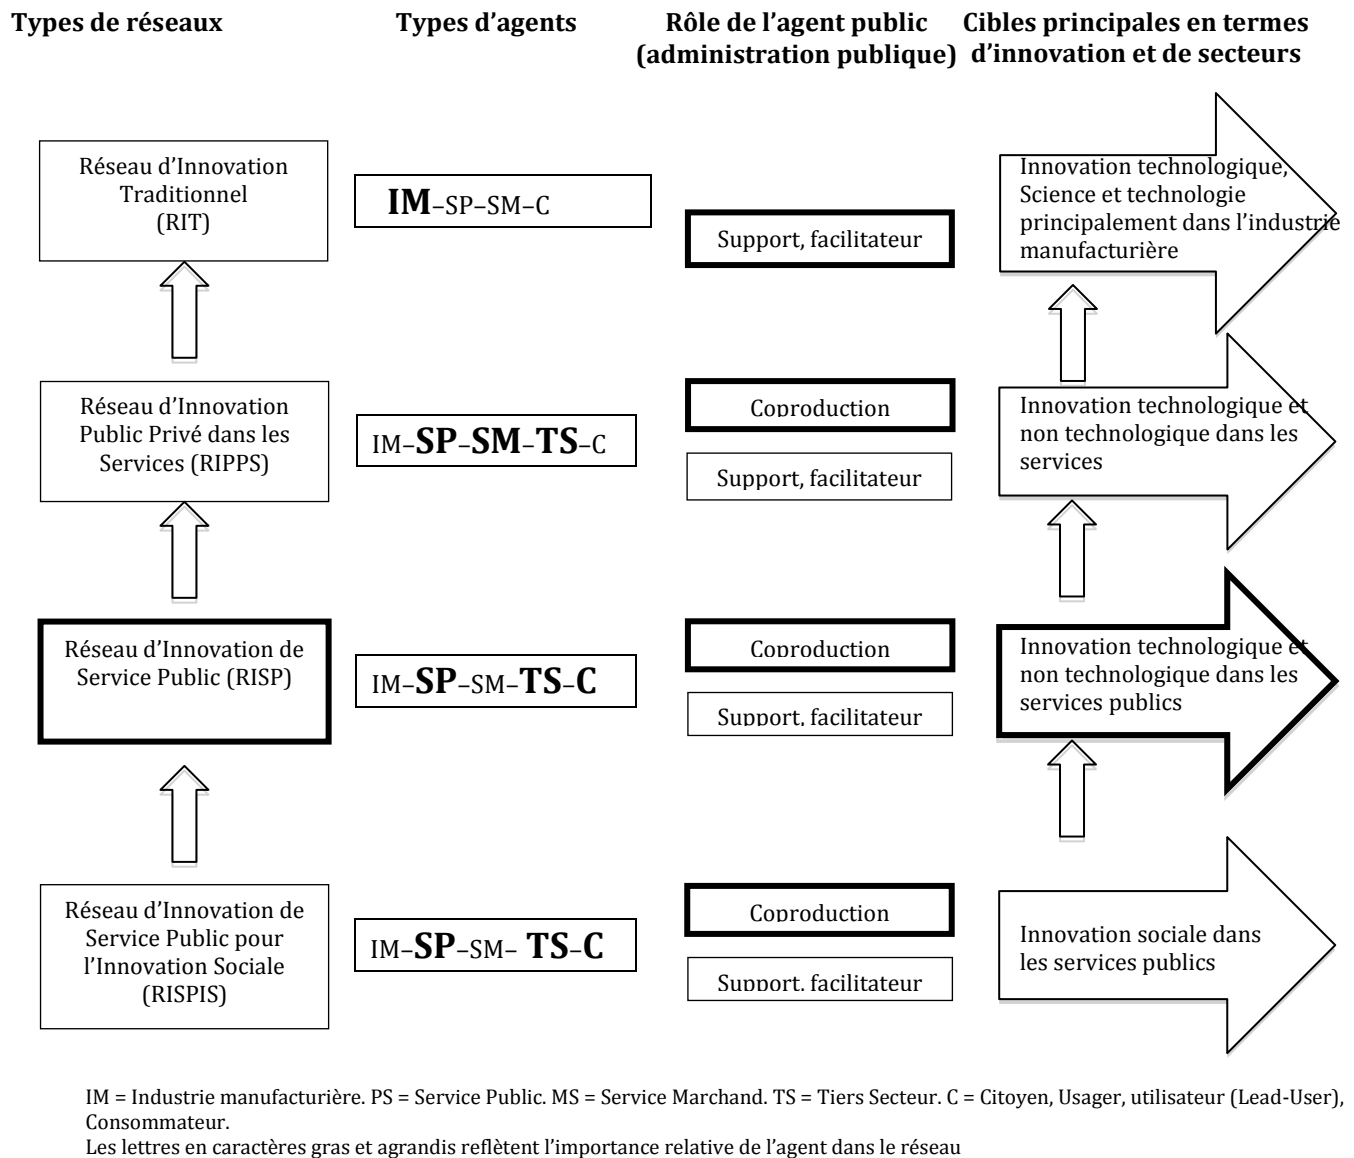 Types de réseaux
Types d’agents
Rôle de l’agent public
(administration publique)
Cibles principales en termes
d’innovation et de secteurs
Réseau d’Innovation
Traditionnel
(RIT)
IM–SP–SM–C
Support, facilitateur
Innovation technologique,
Science et technologie
principalement dans l’industrie
manufacturière
Réseau d’Innovation
Public Privé dans les
Services (RIPPS)
IM–SP–SM–TS–C
Coproduction
Support, facilitateur
Innovation technologique et
non technologique dans les
services
Réseau d’Innovation de
Service Public (RISP)
IM–SP–SM–TS–C
Coproduction
Support, facilitateur
Innovation technologique et
non technologique dans les
services publics
Réseau d’Innovation de
Service Public pour
l’Innovation Sociale
(RISPIS)
IM–SP–SM– TS–C
Coproduction
Support, facilitateur
Innovation sociale dans
les services publics
IM = Industrie manufacturière. PS = Service Public. MS = Service Marchand. TS = Tiers Secteur. C = Citoyen, Usager, utilisateur (Lead-User),
Consommateur.
Les lettres en caractères gras et agrandis reflètent l’importance relative de l’agent dans le réseau